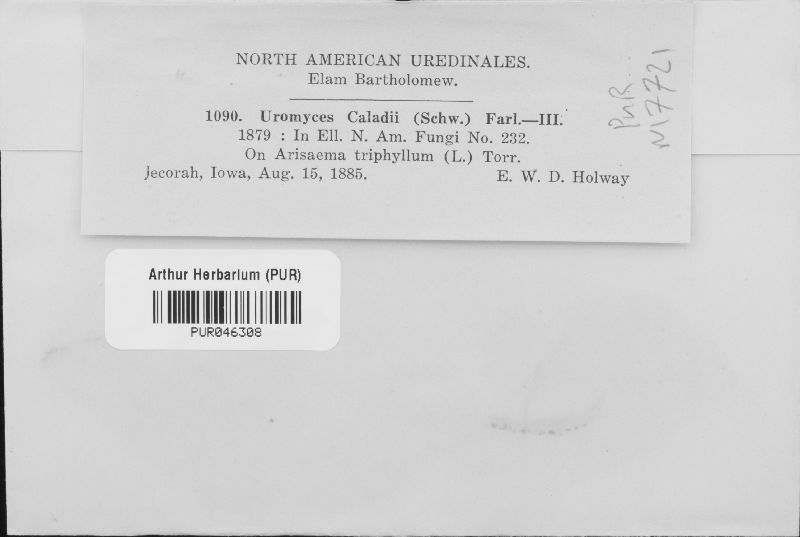 NORTH AMERICAN UREDINALES.
Elam Bartholomew.
1090. Uromyces Caladii (Schw.) Farl.—III.
1879 : In Ell. N. Am. Fungi No. 232.
On Arisaema triphyllum (L.) Torr.
Jecorah, Iowa, Aug. 15, 1885. E. W. D. Holway
PUR
N17721
Arthur Herbarium (PUR)
PUR046308